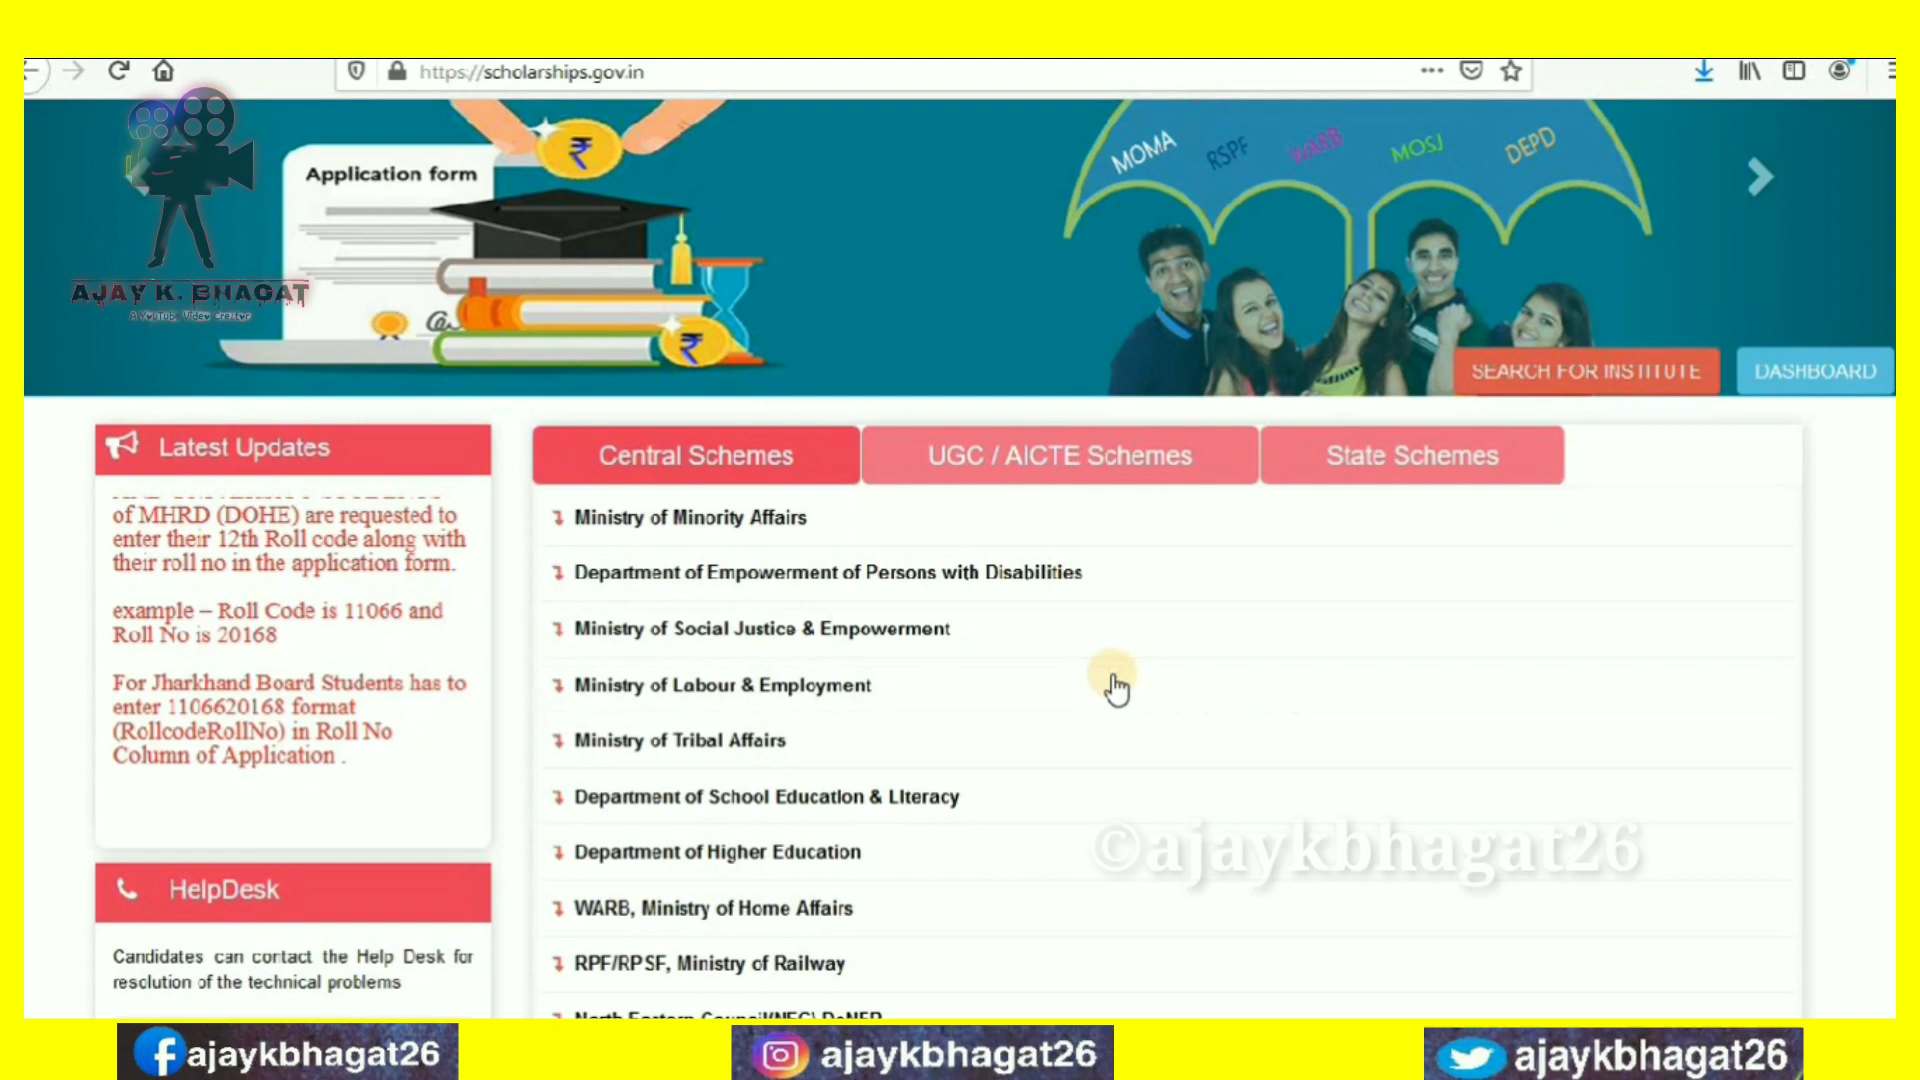 https://scholarships.gov.in
Application form
MOMA RSPF WARB MOSJ DEPD
AJAY K. BHAGAT
A YouTube Video Creator
SEARCH FOR INSTITUTE
DASHBOARD
Latest Updates
of MHRD (DOHE) are requested to
enter their 12th Roll code along with
their roll no in the application form.
example – Roll Code is 11066 and
Roll No is 20168
For Jharkhand Board Students has to
enter 1106620168 format
(RollcodeRollNo) in Roll No
Column of Application .
HelpDesk
Candidates can contact the Help Desk for
resolution of the technical problems
Central Schemes
UGC / AICTE Schemes
State Schemes
Ministry of Minority Affairs
Department of Empowerment of Persons with Disabilities
Ministry of Social Justice & Empowerment
Ministry of Labour & Employment
Ministry of Tribal Affairs
Department of School Education & Literacy
Department of Higher Education
WARB, Ministry of Home Affairs
RPF/RPSF, Ministry of Railway
©ajaykbhagat26
ajaykbhagat26
ajaykbhagat26
ajaykbhagat26